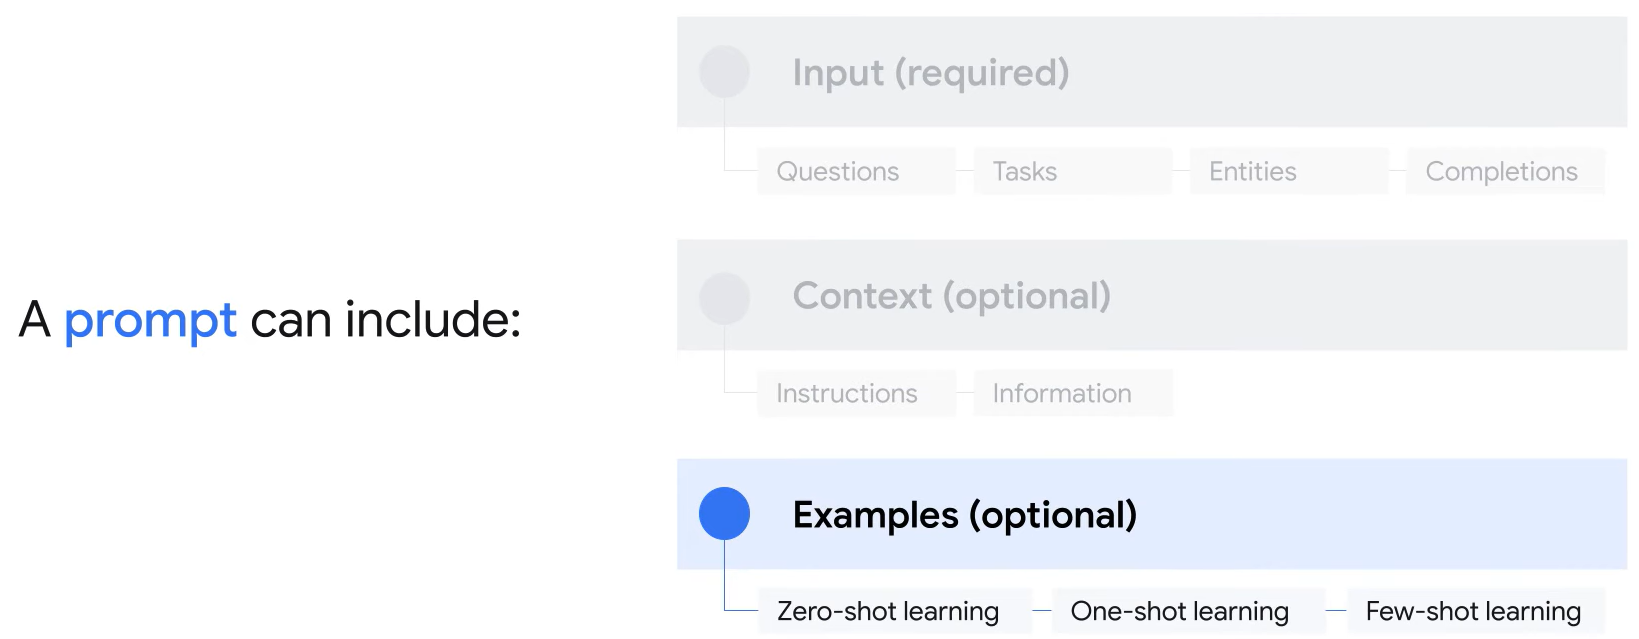 A prompt can include:
Input (required)
Questions
Tasks
Entities
Completions
Context (optional)
Instructions
Information
Examples (optional)
Zero-shot learning
One-shot learning
Few-shot learning